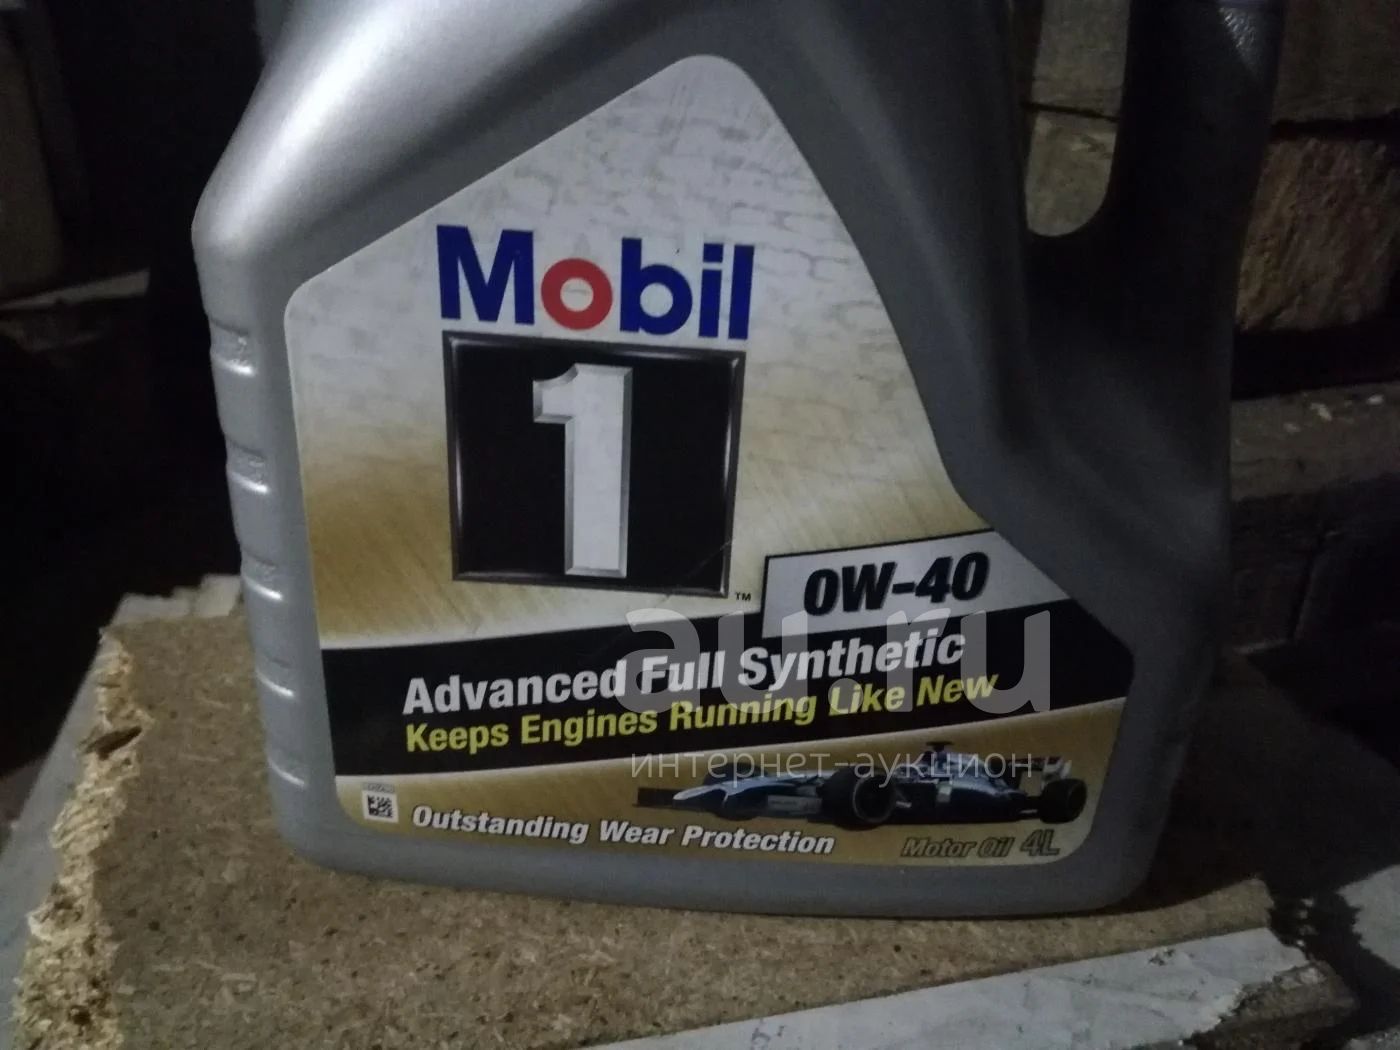 Mobil
1
™
0W-40
Advanced Full Synthetic
Keeps Engines Running Like New
Outstanding Wear Protection
Motor Oil 4L
au.ru
интернет-аукцион